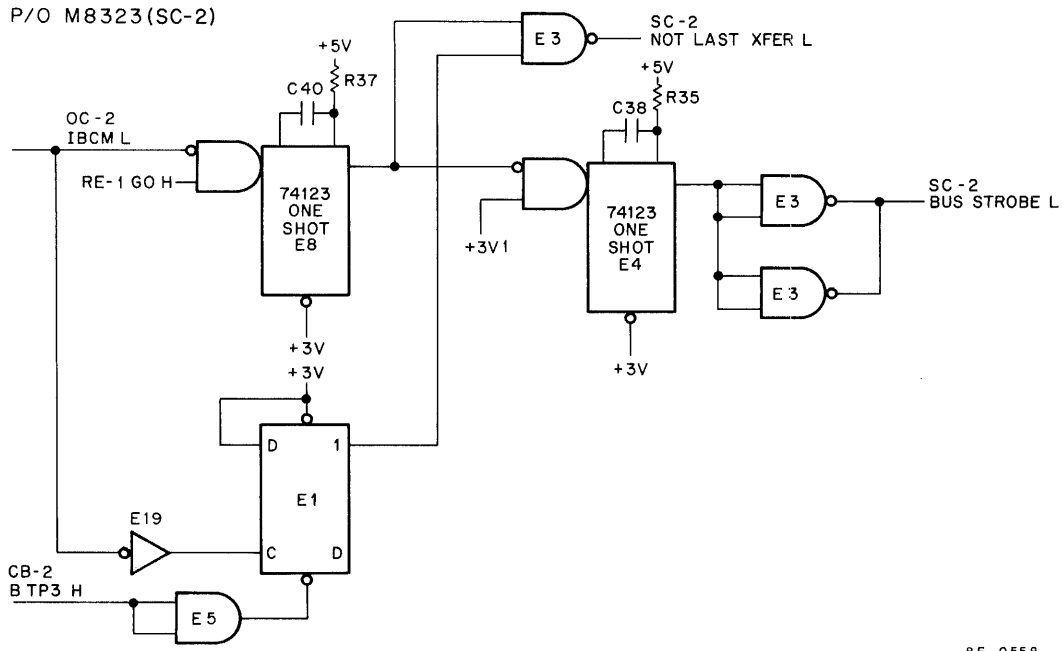 P/O M8323(SC-2)
SC-2
NOT LAST XFER L
E3
+5V
R37
C40
+5V
R35
C38
OC-2
IBCM L
RE-1 GO H
74123
ONE
SHOT
E8
+3V1
74123
ONE
SHOT
E4
E3
SC-2
BUS STROBE L
E3
+3V
+3V
+3V
D
1
E1
E19
C
D
CB-2
B TP3 H
E5